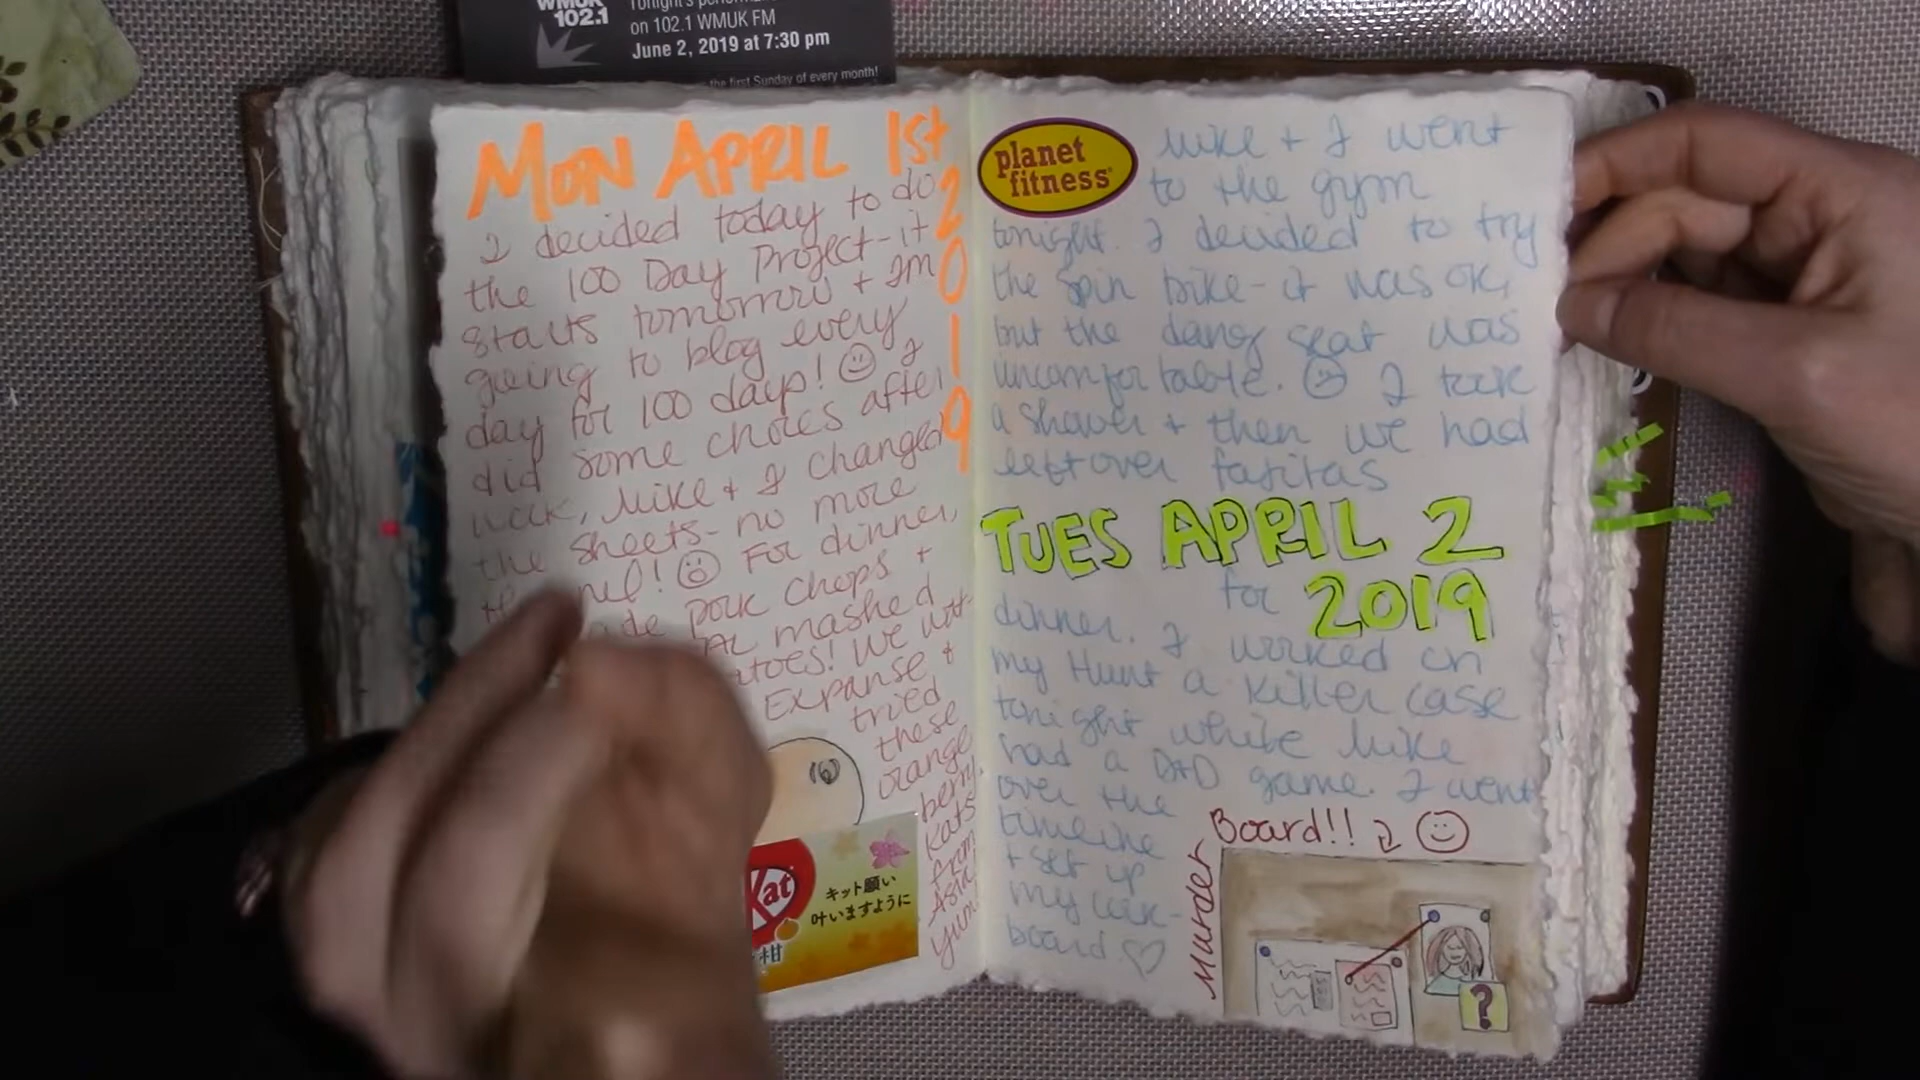 WMUK
102.1
Tonight's performance
on 102.1 WMUK FM
June 2, 2019 at 7:30 pm
the first Sunday of every month!
MON APRIL 1st
2019
I decided today to do
the 100 Day Project-it
starts tomorrow + Im
going to blog every
day for 100 days! I
did some chores after
work, Mike + I changed
the sheets- no more
For dinner,
pork chops +
mashed
We
Expanse +
tried
these
orange
kats
from
Asia
yum
Kat
キット願い
叶いますように
柑
planet
fitness
Mike + I went
to the gym
tonight. I decided to try
the spin bike-it was ok,
but the dang seat was
uncomfortable. I took
a shower + then we had
leftover fajitas
TUES APRIL 2
2019
for
dinner. I worked on
my Hunt a Killer case
tonight while Mike
had a D+D game. I went
over the
timeline
+ set up
my cork-
board.
Murder
Board!!
?